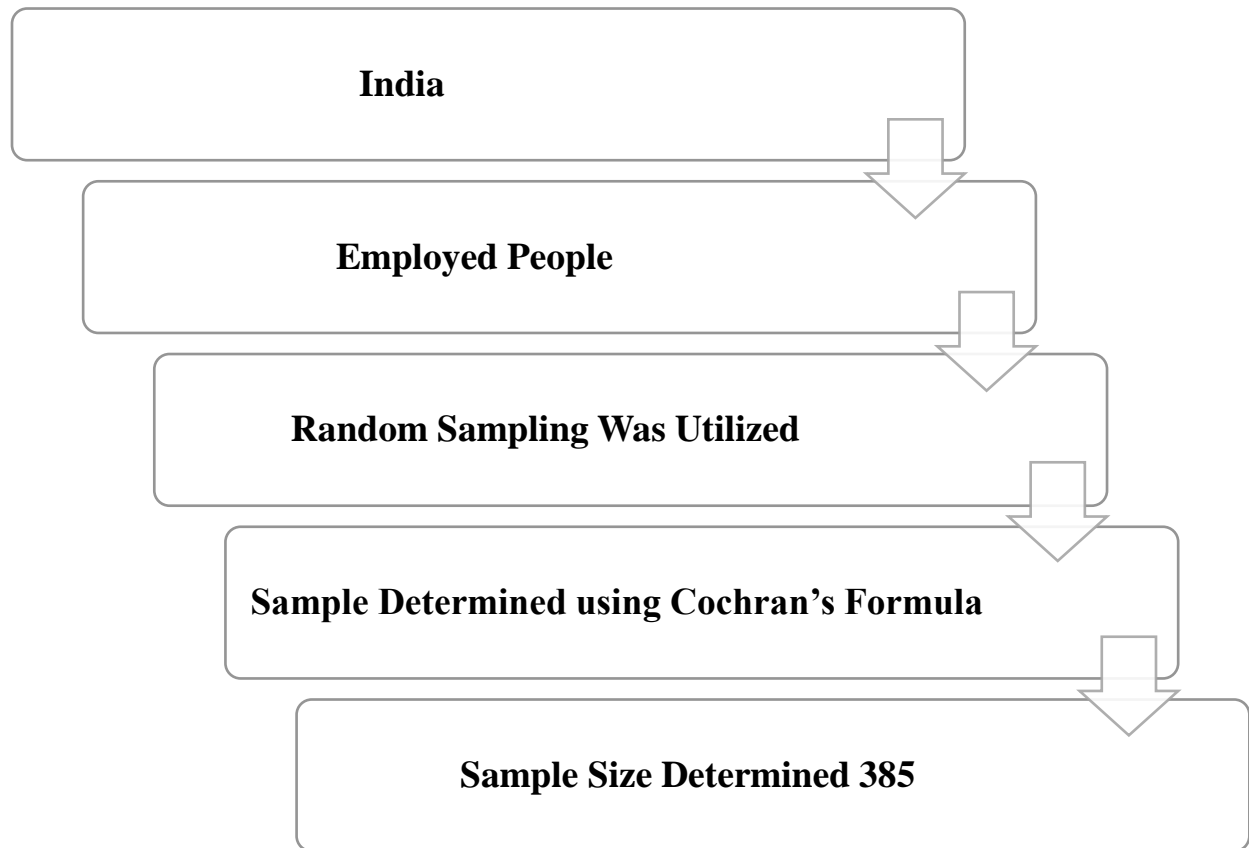 India
Employed People
Random Sampling Was Utilized
Sample Determined using Cochran’s Formula
Sample Size Determined 385